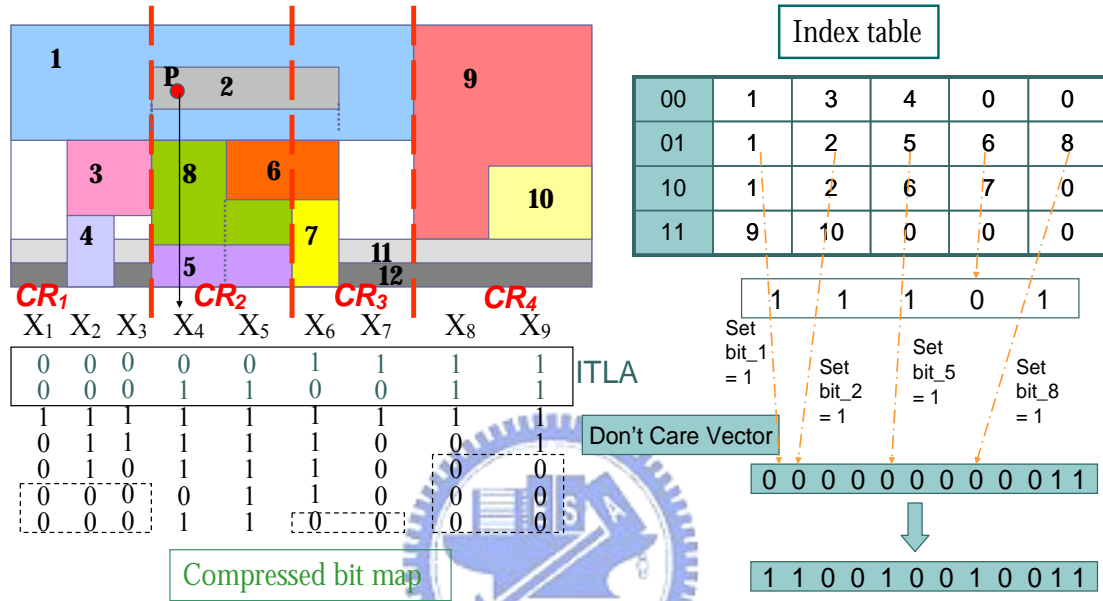 Index table
1
P
2
9
3
8
6
10
4
7
5
11
12
CR1 CR2 CR3 CR4
X1 X2 X3 X4 X5 X6 X7 X8 X9
0 0 0 0 0 1 1 1 1
0 0 0 1 1 0 0 1 1
ITLA
1 1 1 1 1 1 1 1 1
0 1 1 1 1 1 0 0 1
0 1 0 1 1 1 0 0 0
0 0 0 0 1 1 0 0 0
0 0 0 1 1 0 0 0 0
Compressed bit map
00 1 3 4 0 0
01 1 2 5 6 8
10 1 2 6 7 0
11 9 10 0 0 0
1 1 1 0 1
Set
bit_1
= 1
Set
bit_2
= 1
Set
bit_5
= 1
Set
bit_8
= 1
Don't Care Vector
0 0 0 0 0 0 0 0 0 0 1 1
1 1 0 0 1 0 0 1 0 0 1 1